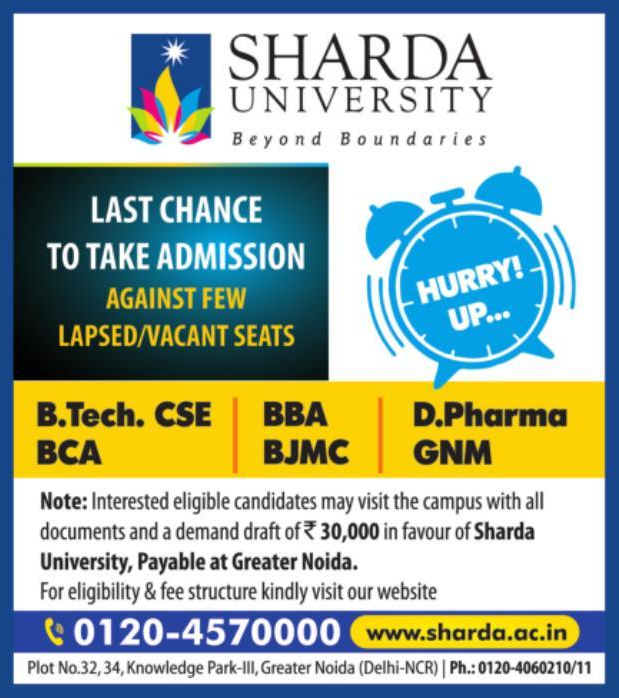 SHARDA
UNIVERSITY
Beyond Boundaries
LAST CHANCE
TO TAKE ADMISSION
AGAINST FEW
LAPSED/VACANT SEATS
HURRY!
UP...
B.Tech. CSE
BCA
BBA
BJMC
D.Pharma
GNM
Note: Interested eligible candidates may visit the campus with all
documents and a demand draft of ₹ 30,000 in favour of Sharda
University, Payable at Greater Noida.
For eligibility & fee structure kindly visit our website
0120-4570000 www.sharda.ac.in
Plot No.32, 34, Knowledge Park-III, Greater Noida (Delhi-NCR) | Ph.: 0120-4060210/11